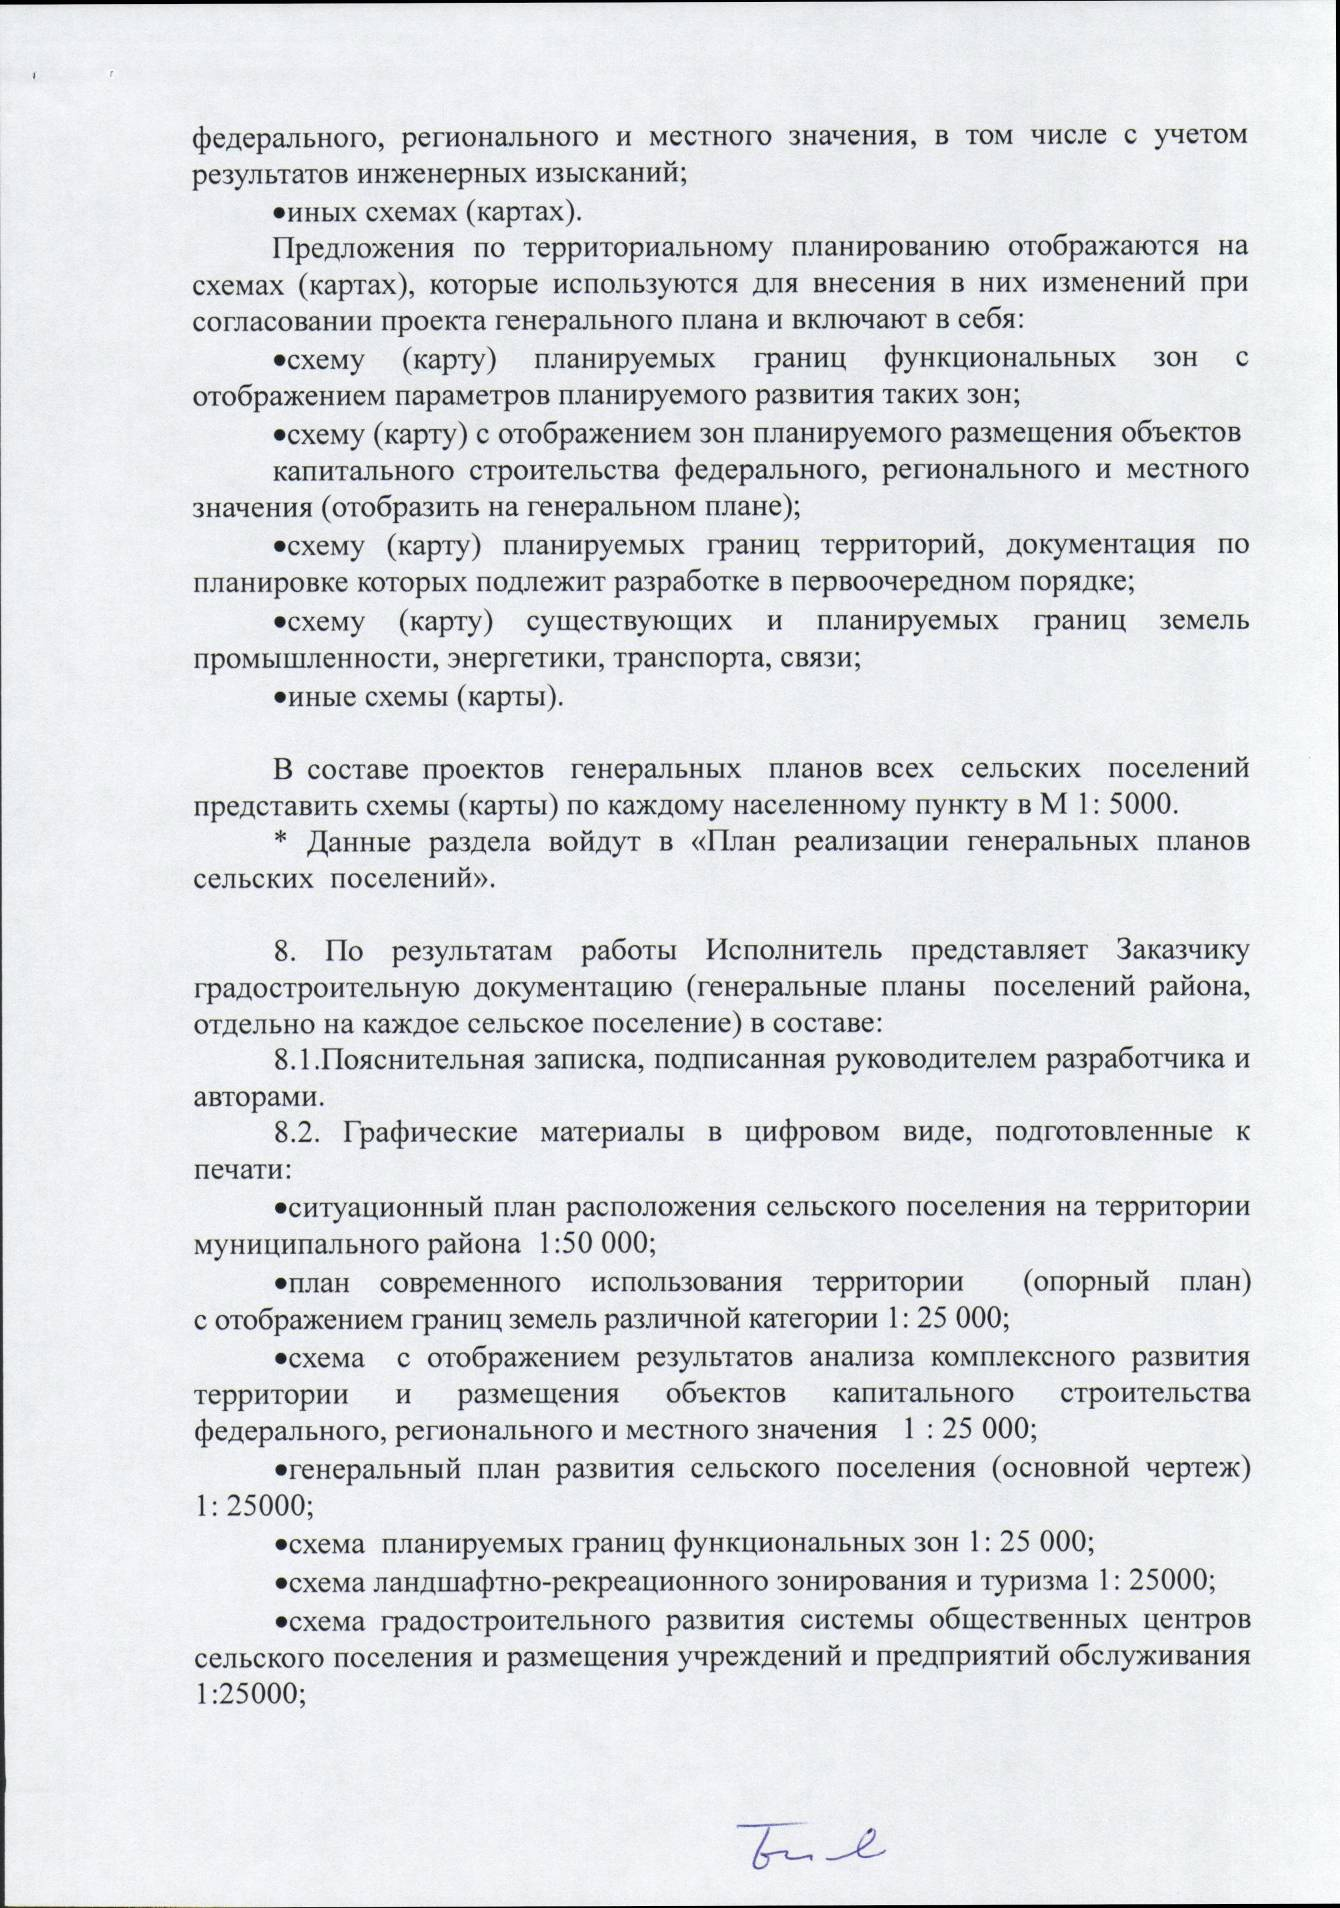 федерального, регионального и местного значения, в том числе с учетом
результатов инженерных изысканий;
•иных схемах (картах).
Предложения по территориальному планированию отображаются на
схемах (картах), которые используются для внесения в них изменений при
согласовании проекта генерального плана и включают в себя:
•схему (карту) планируемых границ функциональных зон с
отображением параметров планируемого развития таких зон;
•схему (карту) с отображением зон планируемого размещения объектов
капитального строительства федерального, регионального и местного
значения (отобразить на генеральном плане);
•схему (карту) планируемых границ территорий, документация по
планировке которых подлежит разработке в первоочередном порядке;
•схему (карту) существующих и планируемых границ земель
промышленности, энергетики, транспорта, связи;
•иные схемы (карты).
В составе проектов генеральных планов всех сельских поселений
представить схемы (карты) по каждому населенному пункту в М 1: 5000.
* Данные раздела войдут в «План реализации генеральных планов
сельских поселений».
8. По результатам работы Исполнитель представляет Заказчику
градостроительную документацию (генеральные планы поселений района,
отдельно на каждое сельское поселение) в составе:
8.1.Пояснительная записка, подписанная руководителем разработчика и
авторами.
8.2. Графические материалы в цифровом виде, подготовленные к
печати:
•ситуационный план расположения сельского поселения на территории
муниципального района 1:50 000;
•план современного использования территории (опорный план)
с отображением границ земель различной категории 1: 25 000;
•схема с отображением результатов анализа комплексного развития
территории и размещения объектов капитального строительства
федерального, регионального и местного значения 1 : 25 000;
•генеральный план развития сельского поселения (основной чертеж)
1: 25000;
•схема планируемых границ функциональных зон 1: 25 000;
•схема ландшафтно-рекреационного зонирования и туризма 1: 25000;
•схема градостроительного развития системы общественных центров
сельского поселения и размещения учреждений и предприятий обслуживания
1:25000;